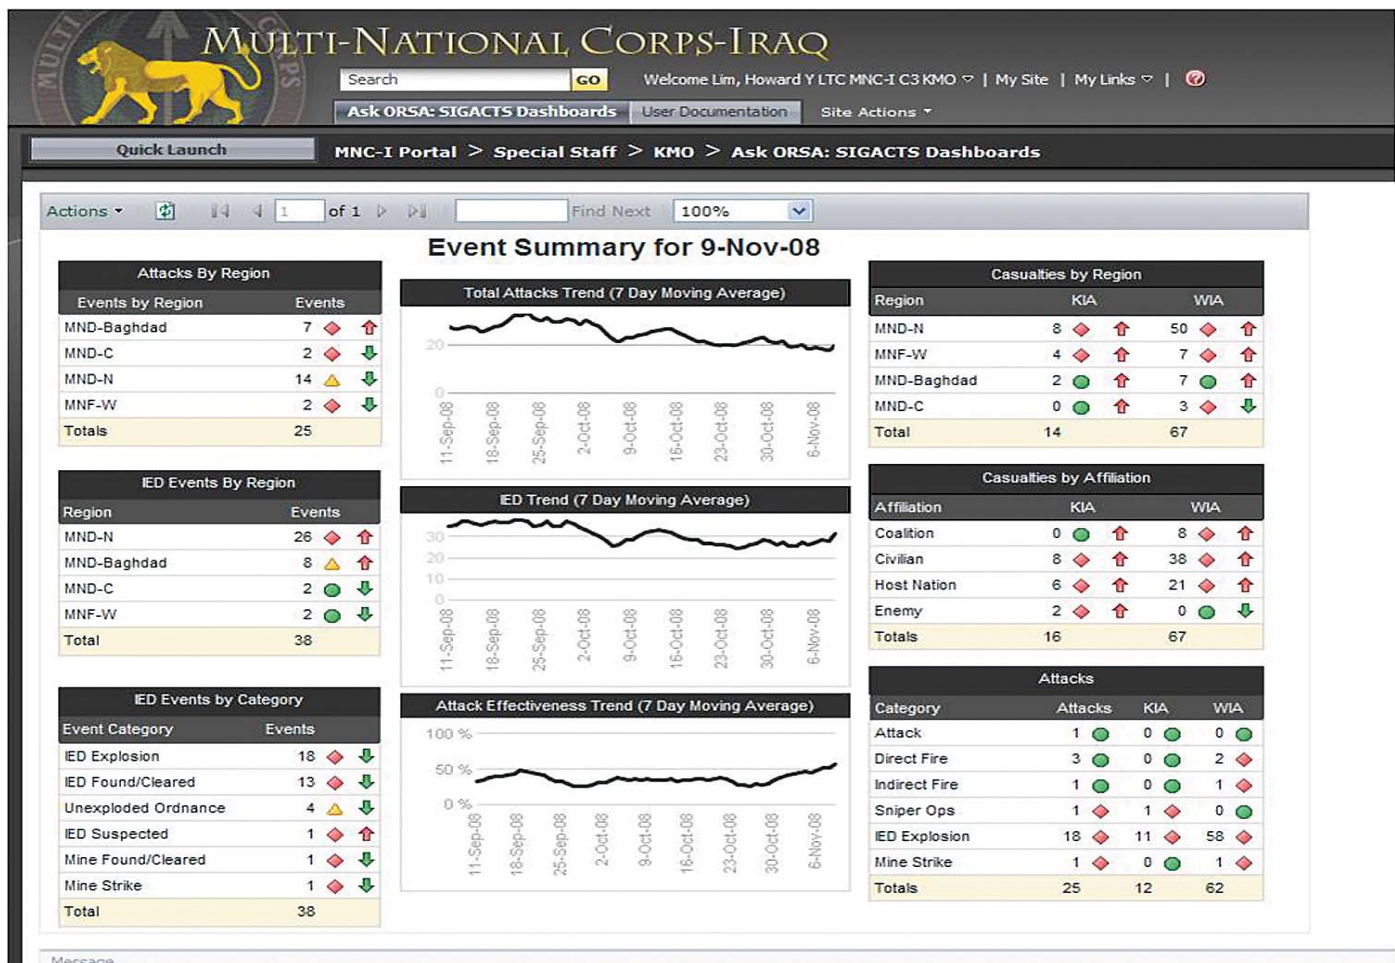 MULTI-NATIONAL CORPS-IRAQ
MULTI
CORPS
Search GO Welcome Lim, Howard Y LTC MNC-I C3 KMO | My Site | My Links | ?
Ask ORSA: SIGACTS Dashboards User Documentation Site Actions
Quick Launch MNC-I Portal > Special Staff > KMO > Ask ORSA: SIGACTS Dashboards
Actions 1 of 1 Find Next 100%
Event Summary for 9-Nov-08
Attacks By Region
Events by Region Events
MND-Baghdad 7
MND-C 2
MND-N 14
MNF-W 2
Totals 25
IED Events By Region
Region Events
MND-N 26
MND-Baghdad 8
MND-C 2
MNF-W 2
Total 38
IED Events by Category
Event Category Events
IED Explosion 18
IED Found/Cleared 13
Unexploded Ordnance 4
IED Suspected 1
Mine Found/Cleared 1
Mine Strike 1
Total 38
Total Attacks Trend (7 Day Moving Average)
20
0
11-Sep-08 18-Sep-08 25-Sep-08 2-Oct-08 9-Oct-08 16-Oct-08 23-Oct-08 30-Oct-08 6-Nov-08
IED Trend (7 Day Moving Average)
30
20
10
0
11-Sep-08 18-Sep-08 25-Sep-08 2-Oct-08 9-Oct-08 16-Oct-08 23-Oct-08 30-Oct-08 6-Nov-08
Attack Effectiveness Trend (7 Day Moving Average)
100 %
50 %
0 %
11-Sep-08 18-Sep-08 25-Sep-08 2-Oct-08 9-Oct-08 16-Oct-08 23-Oct-08 30-Oct-08 6-Nov-08
Casualties by Region
Region KIA WIA
MND-N 8 50
MNF-W 4 7
MND-Baghdad 2 7
MND-C 0 3
Total 14 67
Casualties by Affiliation
Affiliation KIA WIA
Coalition 0 8
Civilian 8 38
Host Nation 6 21
Enemy 2 0
Totals 16 67
Attacks
Category Attacks KIA WIA
Attack 1 0 0
Direct Fire 3 0 2
Indirect Fire 1 0 1
Sniper Ops 1 1 0
IED Explosion 18 11 58
Mine Strike 1 0 1
Totals 25 12 62
Message